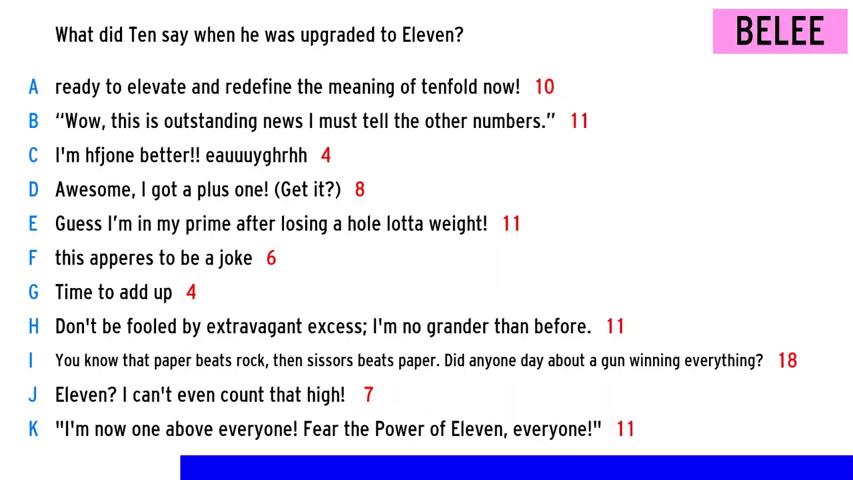 What did Ten say when he was upgraded to Eleven?
BELEE
A ready to elevate and redefine the meaning of tenfold now! 10
B “Wow, this is outstanding news I must tell the other numbers.” 11
C I'm hfjone better!! eauuuyghrhh 4
D Awesome, I got a plus one! (Get it?) 8
E Guess I’m in my prime after losing a hole lotta weight! 11
F this apperes to be a joke 6
G Time to add up 4
H Don't be fooled by extravagant excess; I'm no grander than before. 11
I You know that paper beats rock, then sissors beats paper. Did anyone day about a gun winning everything? 18
J Eleven? I can't even count that high! 7
K "I'm now one above everyone! Fear the Power of Eleven, everyone!" 11